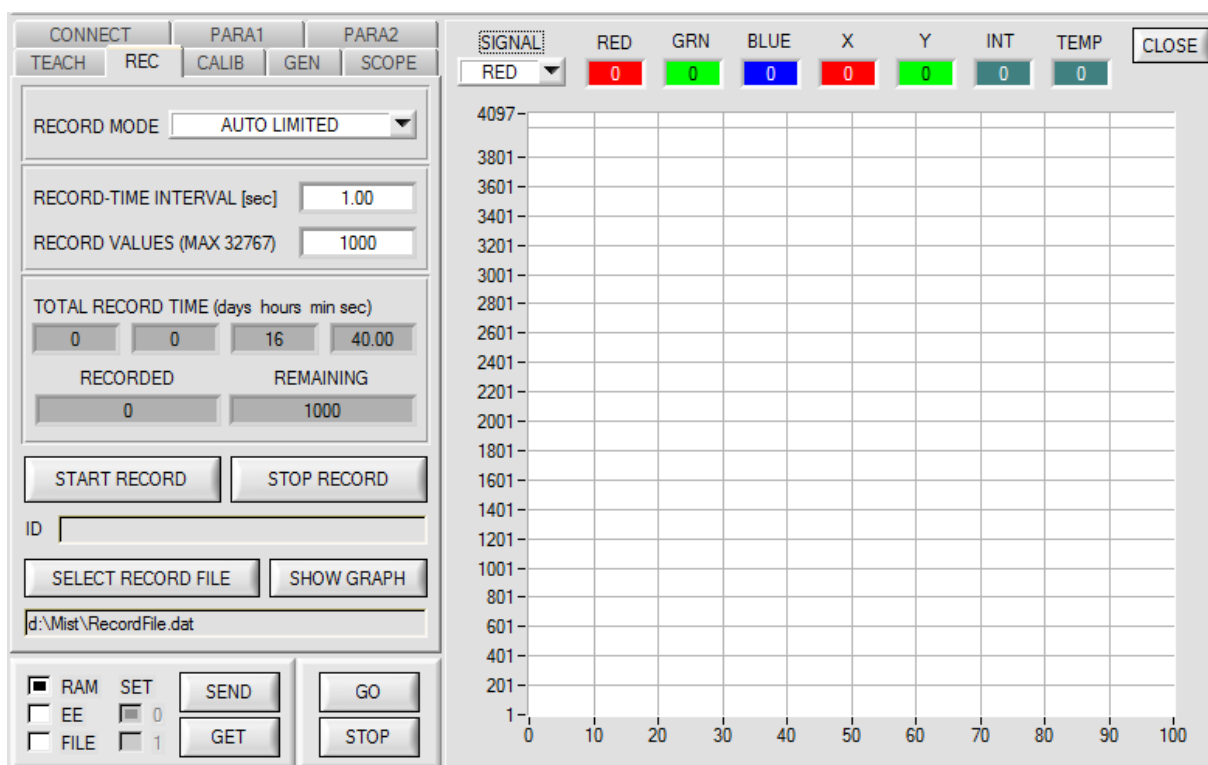 CONNECT PARA1 PARA2
TEACH REC CALIB GEN SCOPE
RECORD MODE AUTO LIMITED
RECORD-TIME INTERVAL [sec] 1.00
RECORD VALUES (MAX 32767) 1000
TOTAL RECORD TIME (days hours min sec)
0 0 16 40.00
RECORDED REMAINING
0 1000
START RECORD STOP RECORD
ID
SELECT RECORD FILE SHOW GRAPH
d:\Mist\RecordFile.dat
RAM SET SEND GO
EE 0
FILE 1 GET STOP
SIGNAL RED GRN BLUE X Y INT TEMP CLOSE
RED 0 0 0 0 0 0 0
4097
3801
3601
3401
3201
3001
2801
2601
2401
2201
2001
1801
1601
1401
1201
1001
801
601
401
201
1
0 10 20 30 40 50 60 70 80 90 100